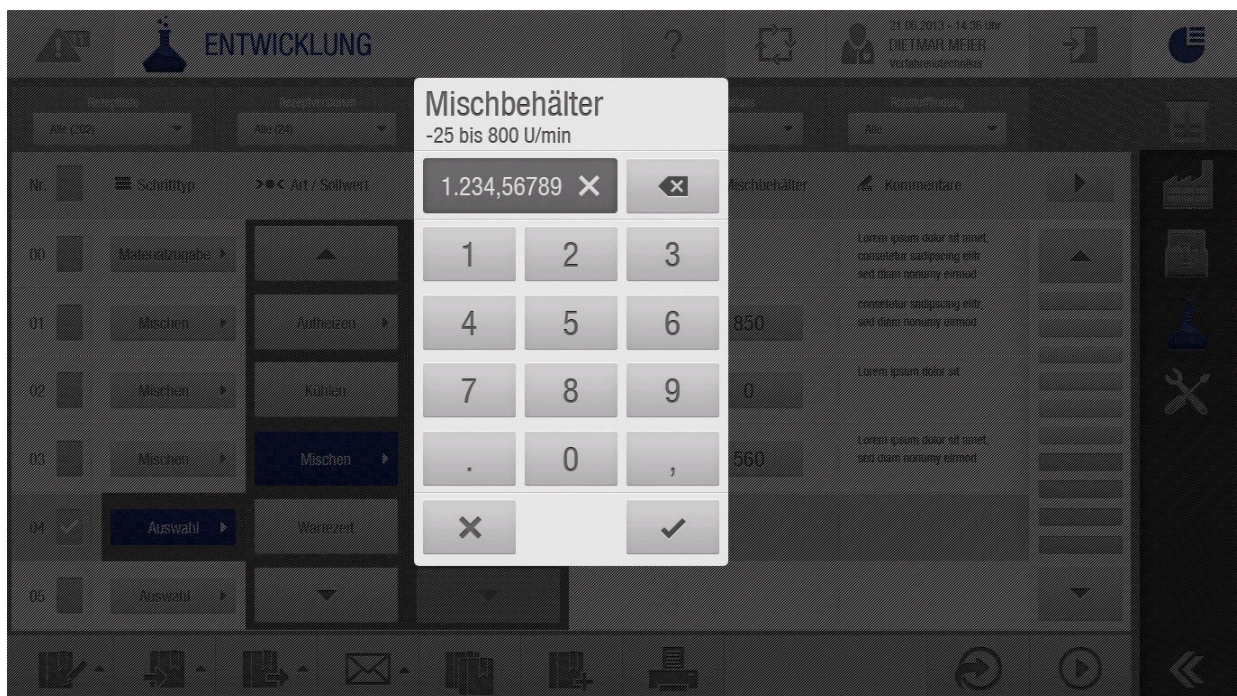 ENTWICKLUNG
?
21.06.2013 - 14:36 Uhr
DIETMAR MEIER
Verfahrenstechniker
Rezeptliste
Rezeptversionen
Rohstofffindung
Alle (202)
Alle (24)
Alle
Mischbehälter
-25 bis 800 U/min
1.234,56789
1 2 3
4 5 6
7 8 9
. 0 ,
Nr.
Schritttyp
Art / Sollwert
Mischbehälter
Kommentare
00
Materialzugabe
Lorem ipsum dolor sit amet,
consetetur sadipscing elitr
sed diam nonumy eirmod
01
Mischen
Aufheizen
850
consetetur sadipscing elitr,
sed diam nonumy eirmod
02
Mischen
Kühlen
0
Lorem ipsum dolor sit
03
Mischen
Mischen
560
Lorem ipsum dolor sit amet,
sed diam nonumy eirmod
04
Auswahl
Wartezeit
05
Auswahl